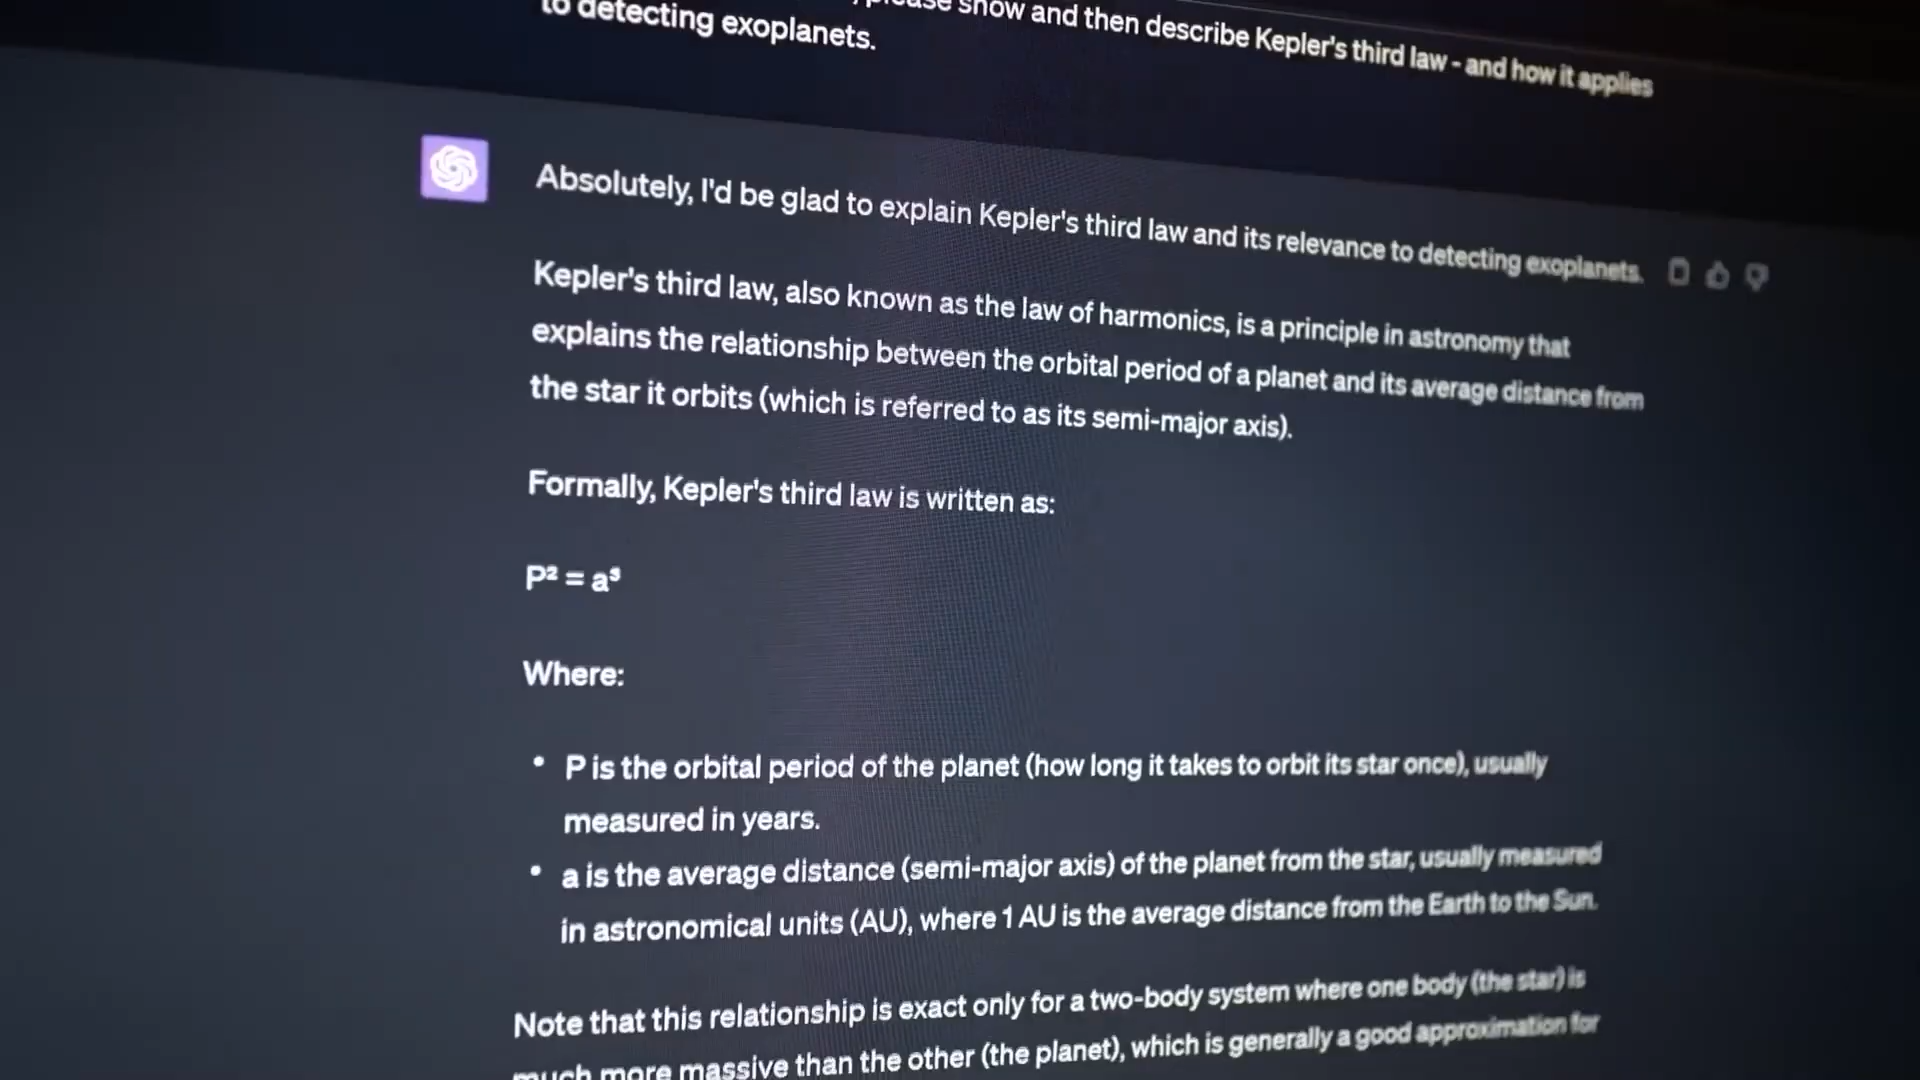 show and then describe Kepler's third law - and how it applies
to detecting exoplanets.
Absolutely, I'd be glad to explain Kepler's third law and its relevance to detecting exoplanets.
Kepler's third law, also known as the law of harmonics, is a principle in astronomy that
explains the relationship between the orbital period of a planet and its average distance from
the star it orbits (which is referred to as its semi-major axis).
Formally, Kepler's third law is written as:
P² = a³
Where:
• P is the orbital period of the planet (how long it takes to orbit its star once), usually
measured in years.
• a is the average distance (semi-major axis) of the planet from the star, usually measured
in astronomical units (AU), where 1 AU is the average distance from the Earth to the Sun.
Note that this relationship is exact only for a two-body system where one body (the star) is
much more massive than the other (the planet), which is generally a good approximation for